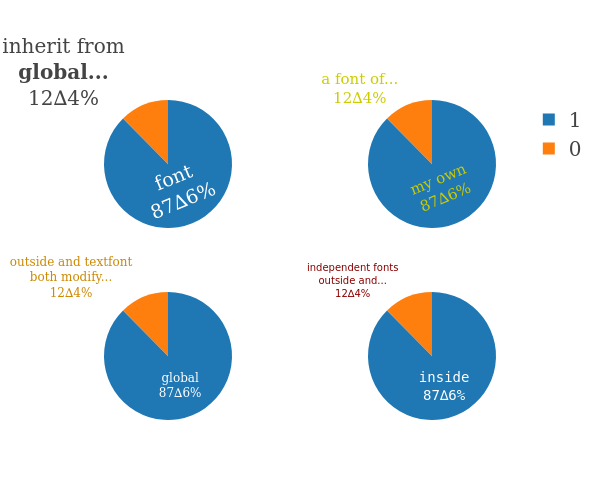 inherit from
global...
12Δ4%
font
87Δ6%
a font of...
12Δ4%
my own
87Δ6%
1
0
outside and textfont
both modify...
12Δ4%
global
87Δ6%
independent fonts
outside and...
12Δ4%
inside
87Δ6%